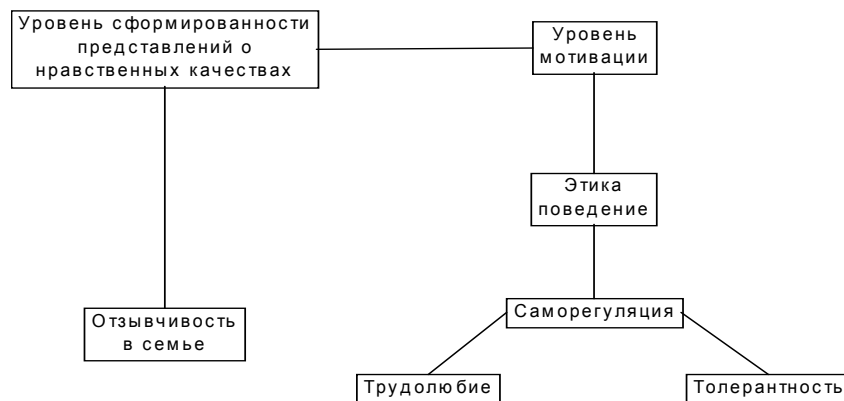 Уровень сформированности
представлений о
нравственных качествах
Уровень
мотивации
Этика
поведение
Отзывчивость
в семье
Саморегуляция
Трудолюбие
Толерантность